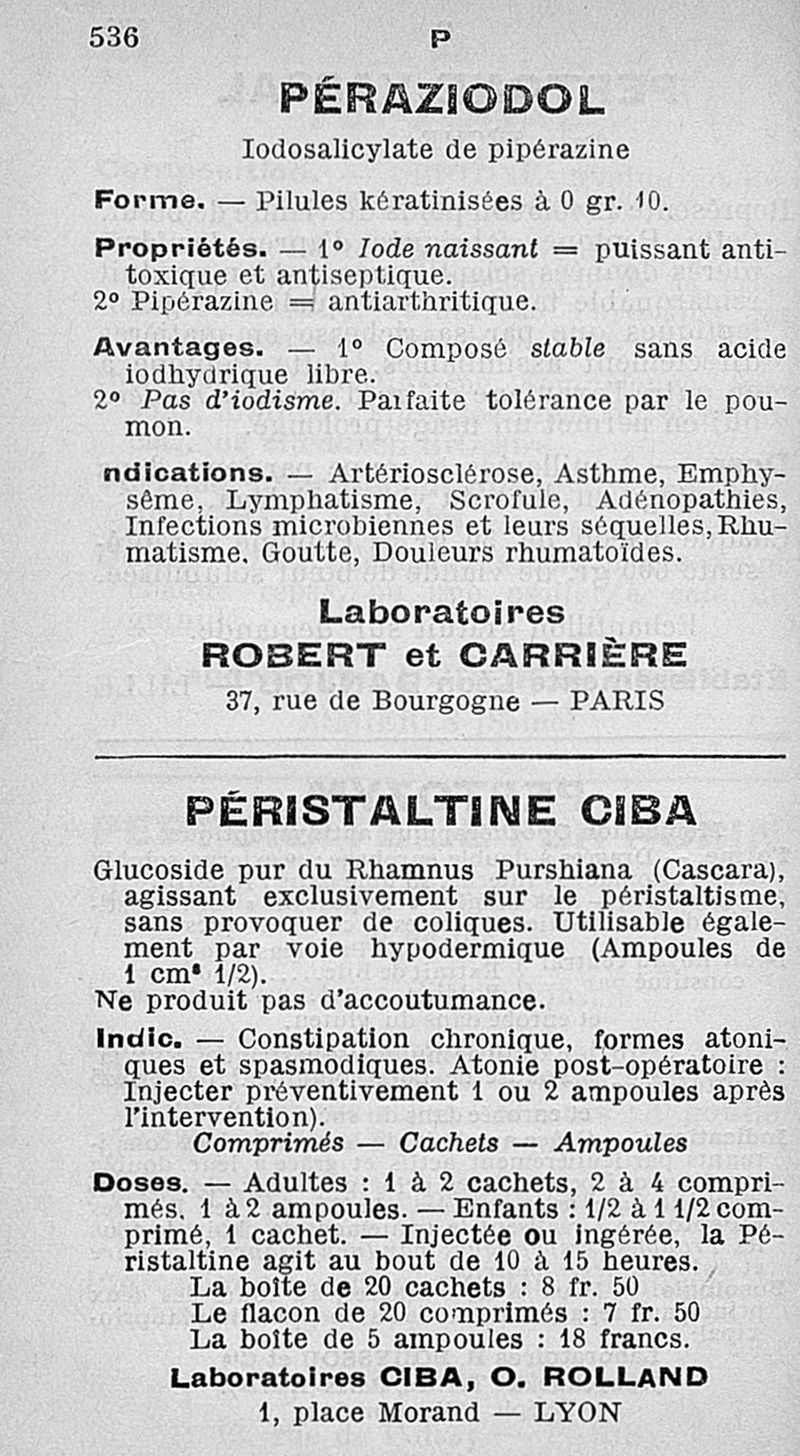 536
P
PÉRAZIODOL
Iodosalicylate de pipérazine
Forme. — Pilules kératinisées à 0 gr. 10.
Propriétés. — 1° Iode naissant = puissant anti-
toxique et antiseptique.
2° Pipérazine = antiarthritique.
Avantages. — 1° Composé stable sans acide
iodhydrique libre.
2° Pas d'iodisme. Parfaite tolérance par le pou-
mon.
ndications. — Artériosclérose, Asthme, Emphy-
sême, Lymphatisme, Scrofule, Adénopathies,
Infections microbiennes et leurs séquelles, Rhu-
matisme. Goutte, Douleurs rhumatoïdes.
Laboratoires
ROBERT et CARRIÈRE
37, rue de Bourgogne — PARIS
PÉRISTALTINE CIBA
Glucoside pur du Rhamnus Purshiana (Cascara),
agissant exclusivement sur le péristaltisme,
sans provoquer de coliques. Utilisable égale-
ment par voie hypodermique (Ampoules de
1 cm³ 1/2).
Ne produit pas d'accoutumance.
Indic. — Constipation chronique, formes atoni-
ques et spasmodiques. Atonie post-opératoire :
Injecter préventivement 1 ou 2 ampoules après
l'intervention).
Comprimés — Cachets — Ampoules
Doses. — Adultes : 1 à 2 cachets, 2 à 4 compri-
més. 1 à 2 ampoules. — Enfants : 1/2 à 1 1/2 com-
primé, 1 cachet. — Injectée ou ingérée, la Pé-
ristaltine agit au bout de 10 à 15 heures.
La boîte de 20 cachets : 8 fr. 50
Le flacon de 20 comprimés : 7 fr. 50
La boîte de 5 ampoules : 18 francs.
Laboratoires CIBA, O. ROLLAND
1, place Morand — LYON